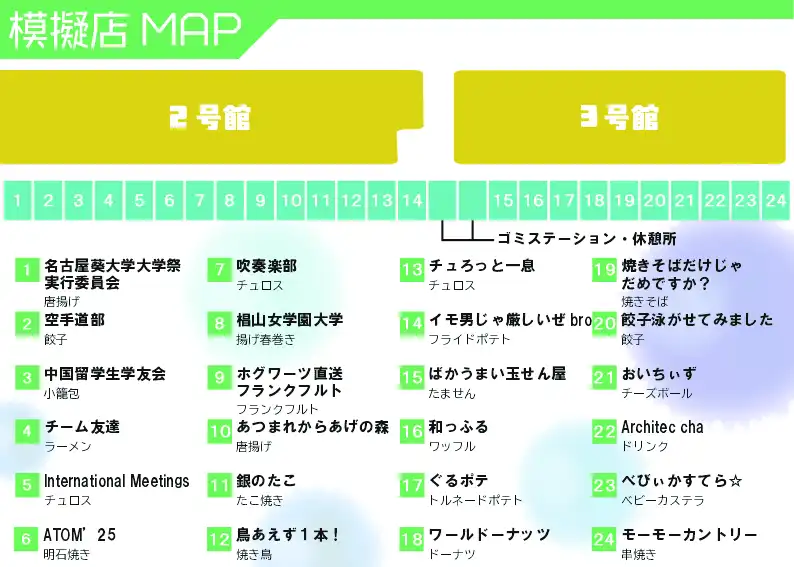 模擬店 MAP
2号館
3号館
1 2 3 4 5 6 7 8 9 10 11 12 13 14 15 16 17 18 19 20 21 22 23 24
ゴミステーション・休憩所
1 名古屋葵大学大学祭
実行委員会
唐揚げ
2 空手道部
餃子
3 中国留学生学友会
小籠包
4 チーム友達
ラーメン
5 International Meetings
チュロス
6 ATOM’25
明石焼き
7 吹奏楽部
チュロス
8 椙山女学園大学
揚げ春巻き
9 ホグワーツ直送
フランクフルト
フランクフルト
10 あつまれからあげの森
唐揚げ
11 銀のたこ
たこ焼き
12 鳥あえず1本!
焼き鳥
13 チュろっと一息
チュロス
14 イモ男じゃ厳しいぜ bro
フライドポテト
15 ばかうまい玉せん屋
たません
16 和っふる
ワッフル
17 ぐるポテ
トルネードポテト
18 ワールドーナッツ
ドーナツ
19 焼きそばだけじゃ
だめですか?
焼きそば
20 餃子泳がせてみました
餃子
21 おいちぃず
チーズボール
22 Architec cha
ドリンク
23 べびぃかすてら☆
ベビーカステラ
24 モーモーカントリー
串焼き